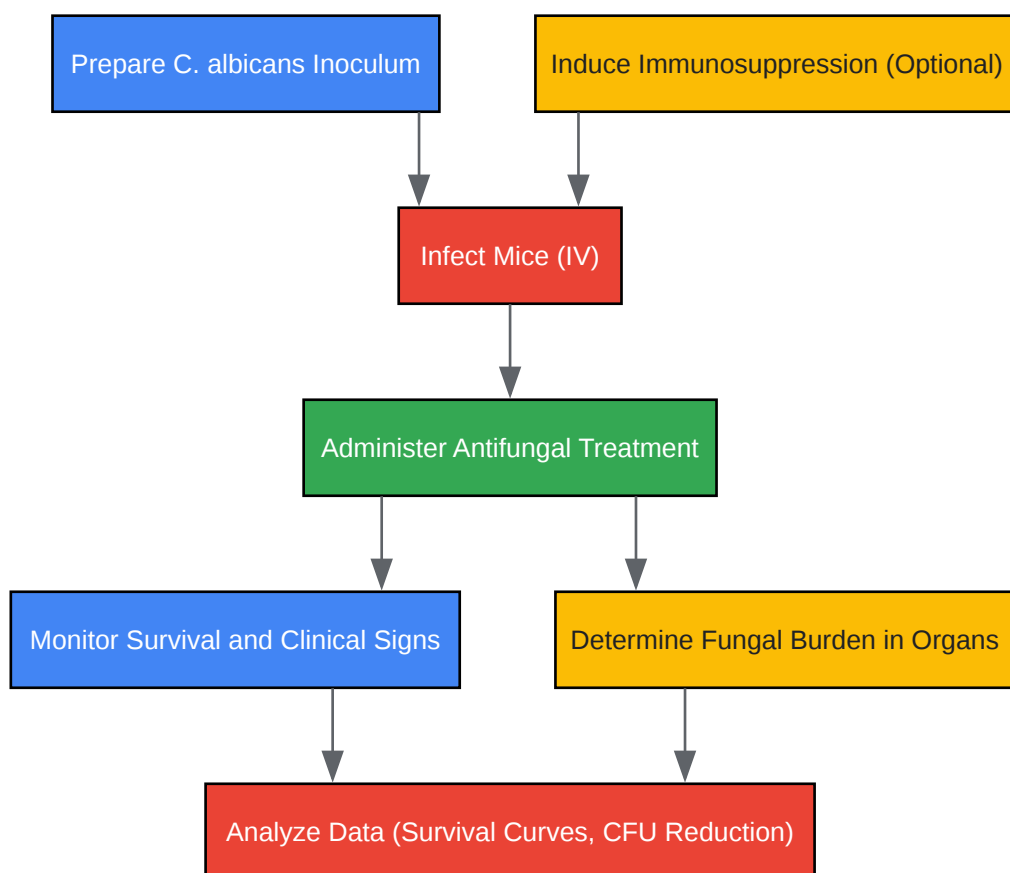 Prepare C. albicans Inoculum
Induce Immunosuppression (Optional)
Infect Mice (IV)
Administer Antifungal Treatment
Monitor Survival and Clinical Signs
Determine Fungal Burden in Organs
Analyze Data (Survival Curves, CFU Reduction)